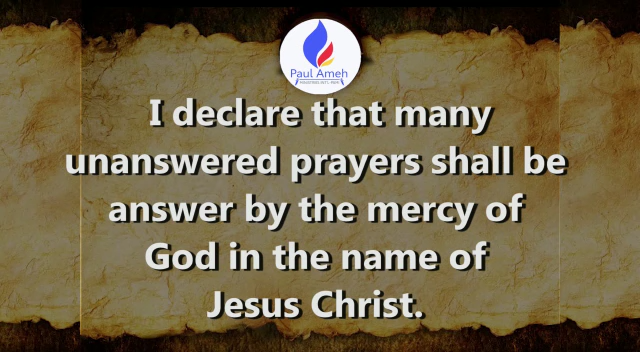 Paul Ameh
I declare that many
unanswered prayers shall be
answer by the mercy of
God in the name of
Jesus Christ.